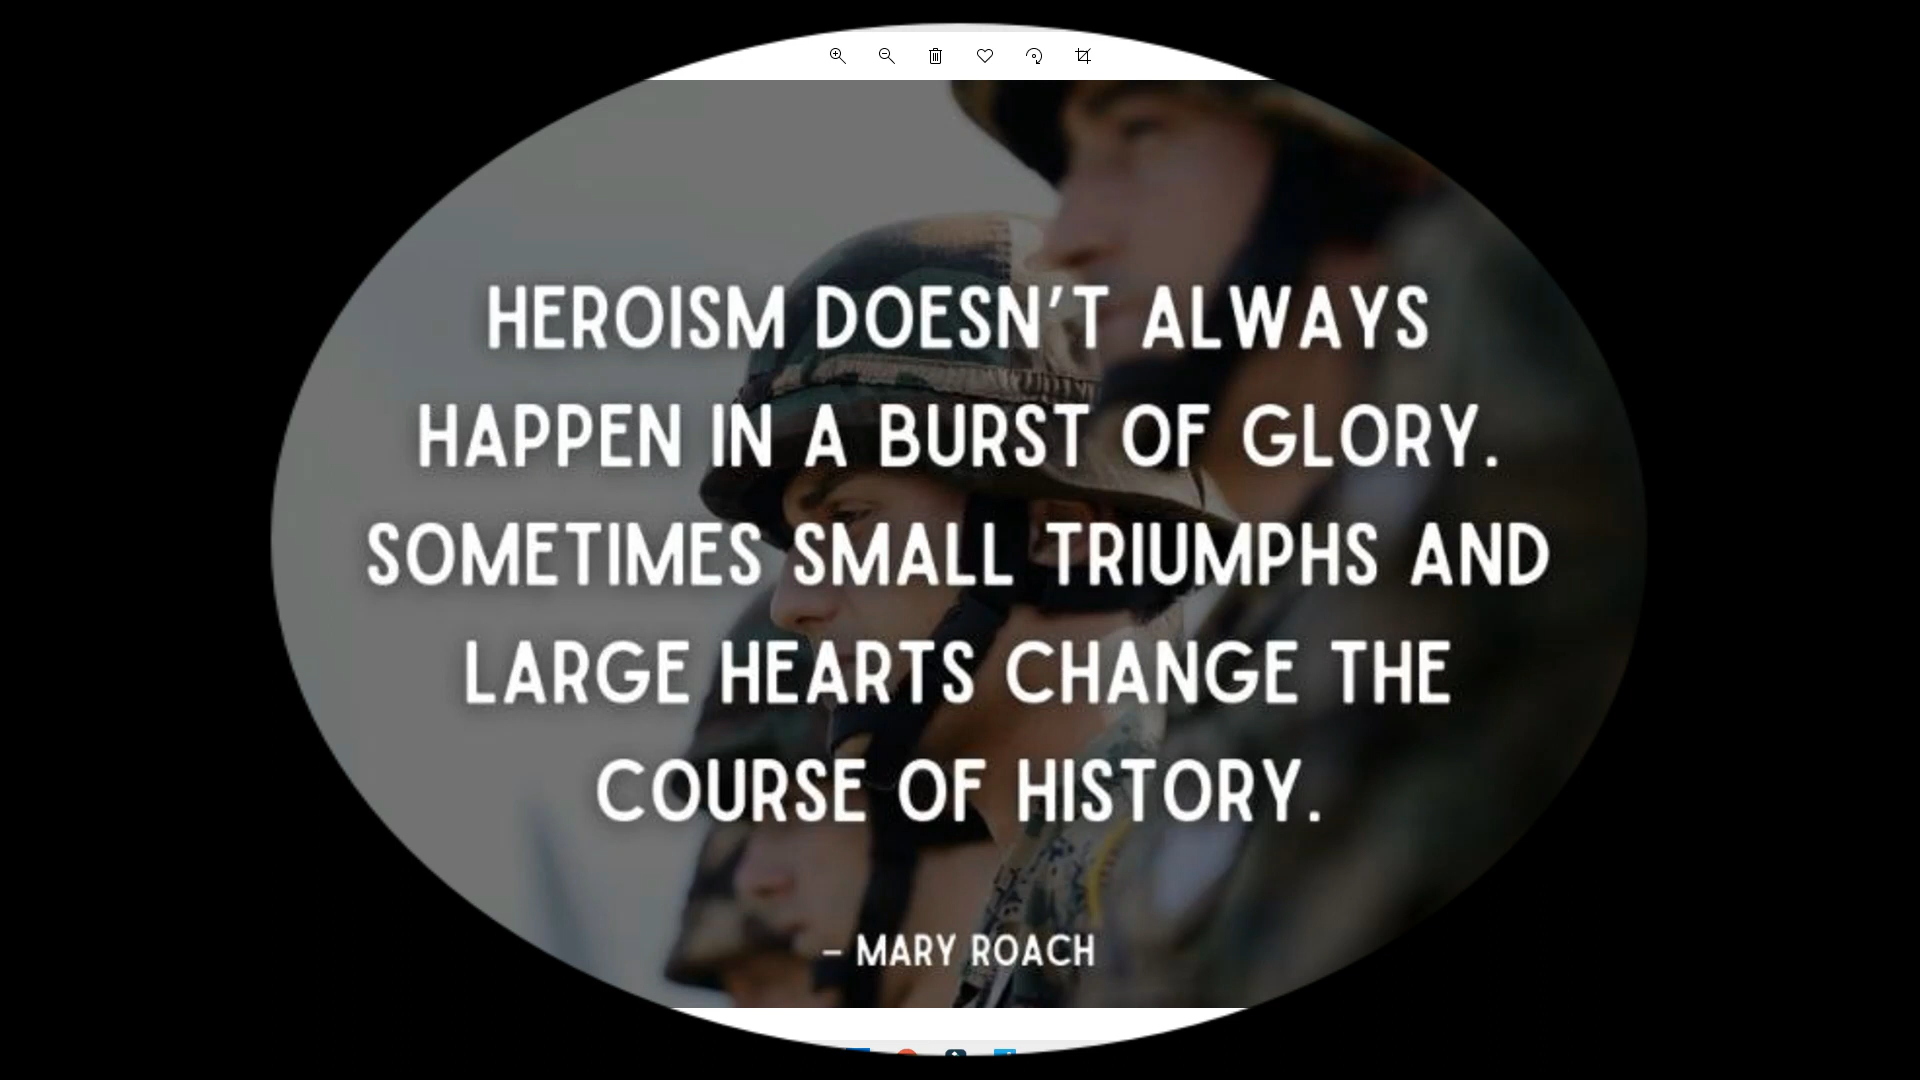 HEROISM DOESN'T ALWAYS
HAPPEN IN A BURST OF GLORY.
SOMETIMES SMALL TRIUMPHS AND
LARGE HEARTS CHANGE THE
COURSE OF HISTORY.
– MARY ROACH